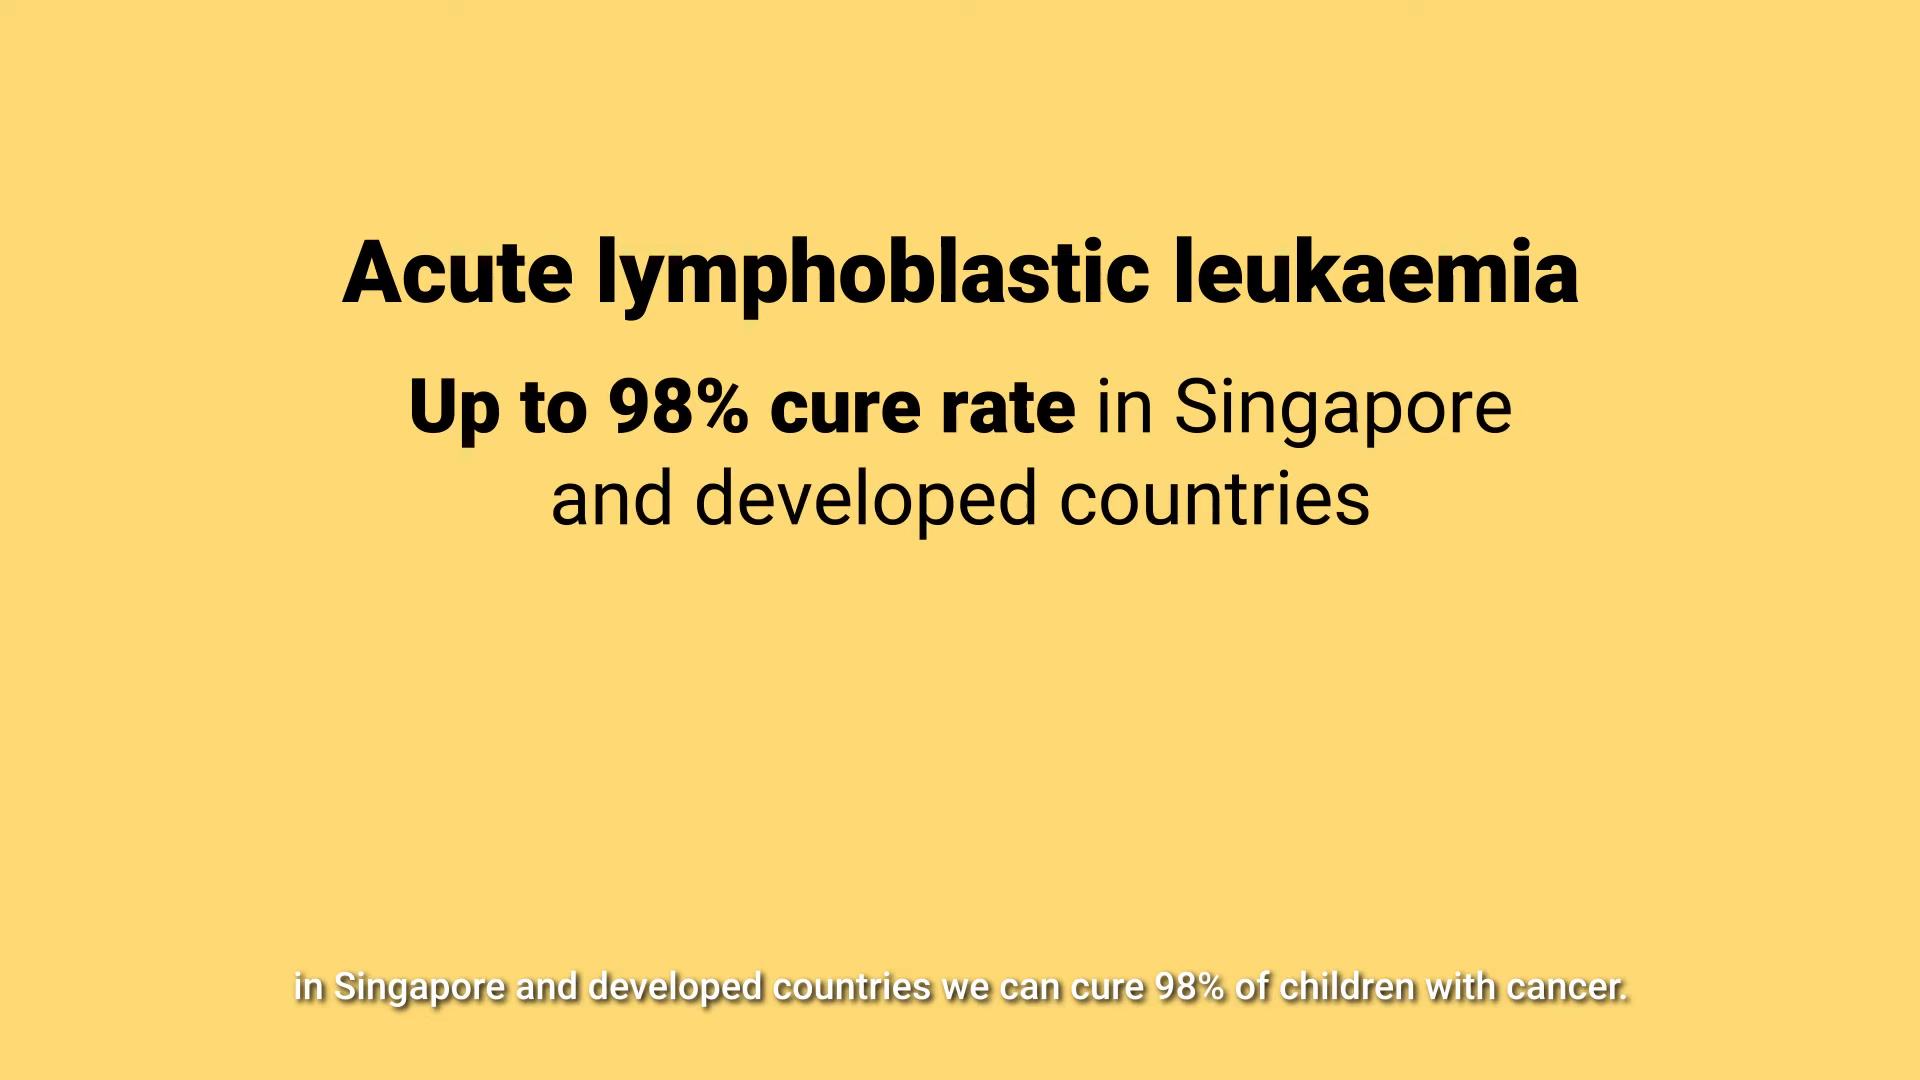 Acute lymphoblastic leukaemia
Up to 98% cure rate in Singapore
and developed countries
in Singapore and developed countries we can cure 98% of children with cancer.